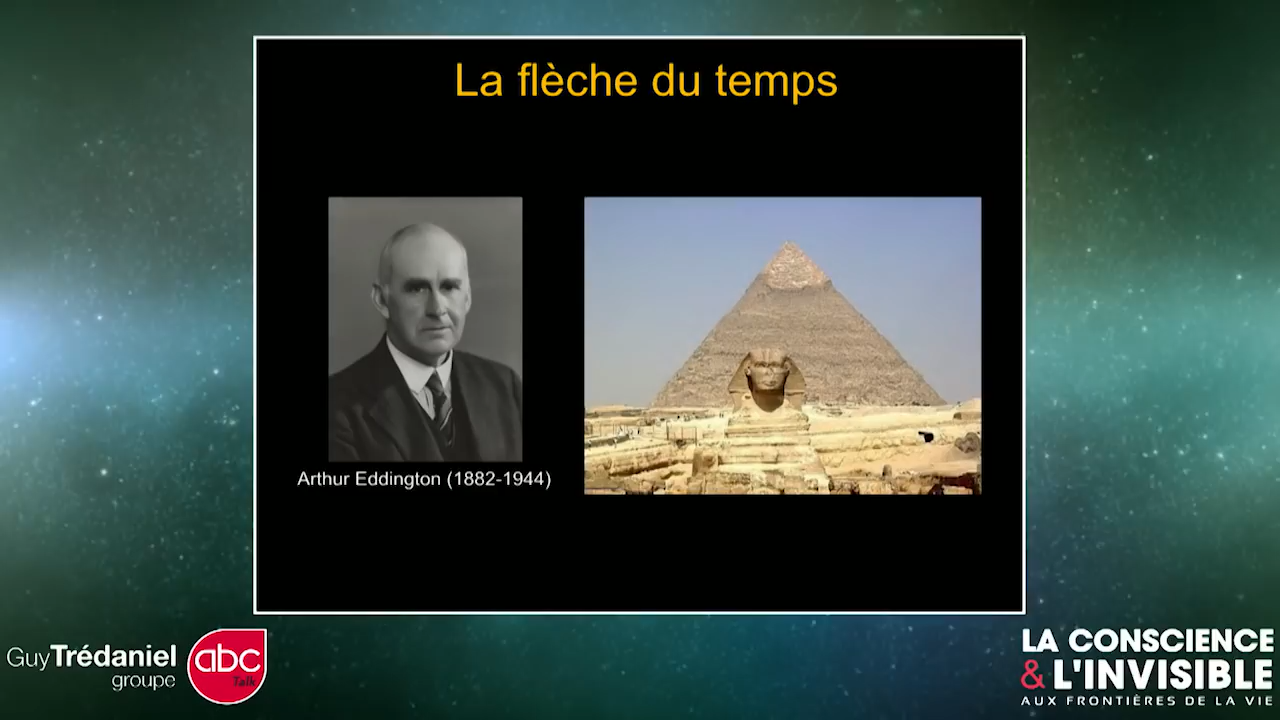 La flèche du temps
Arthur Eddington (1882-1944)
GuyTrédaniel
groupe
abc
Talk
LA CONSCIENCE
& L'INVISIBLE
AUX FRONTIÈRES DE LA VIE